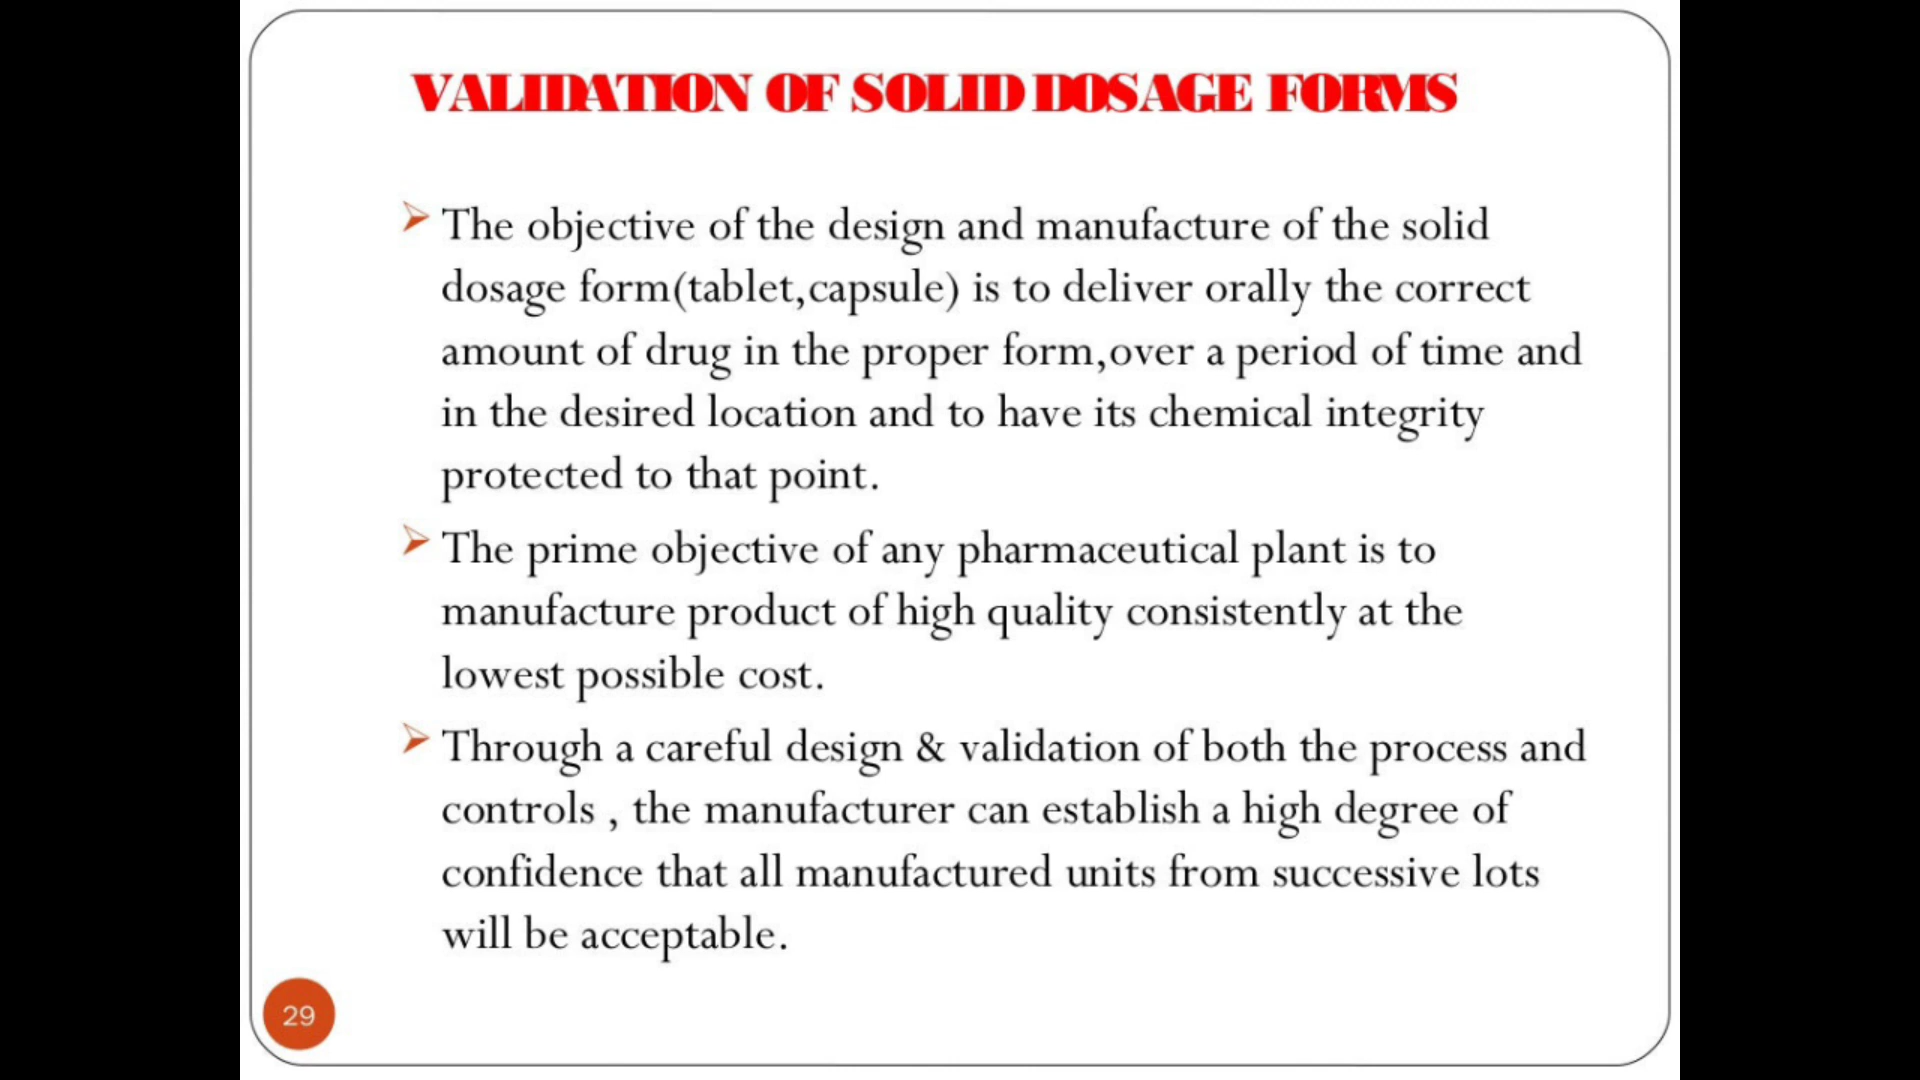 VALIDATION OF SOLID DOSAGE FORMS
➢ The objective of the design and manufacture of the solid
dosage form(tablet,capsule) is to deliver orally the correct
amount of drug in the proper form,over a period of time and
in the desired location and to have its chemical integrity
protected to that point.
➢ The prime objective of any pharmaceutical plant is to
manufacture product of high quality consistently at the
lowest possible cost.
➢ Through a careful design & validation of both the process and
controls , the manufacturer can establish a high degree of
confidence that all manufactured units from successive lots
will be acceptable.
29